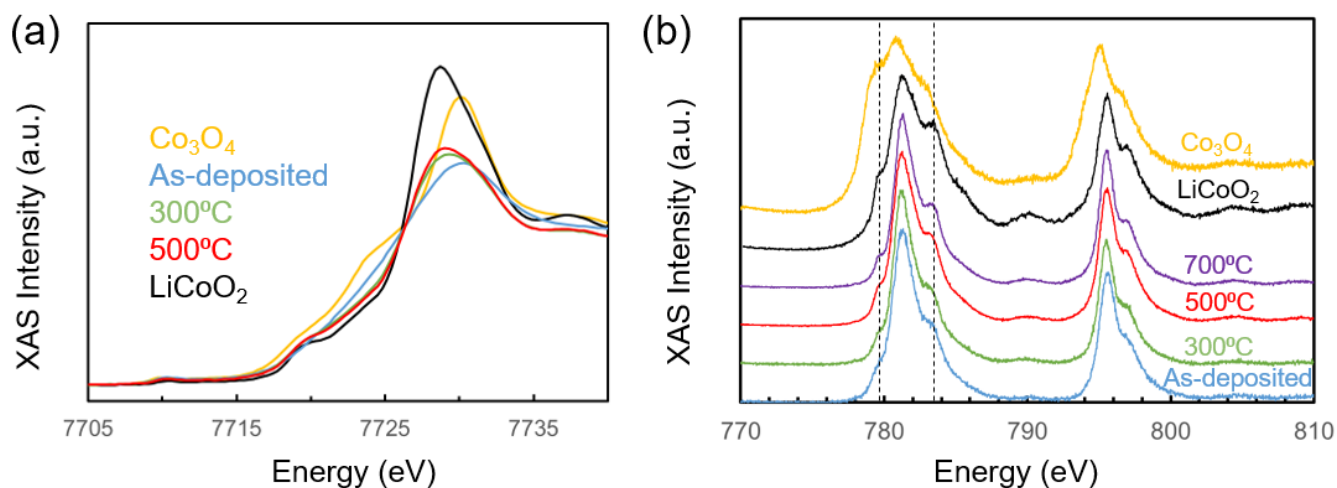 (a)
XAS Intensity (a.u.)
Co₃O₄
As-deposited
300ºC
500ºC
LiCoO₂
7705 7715 7725 7735
Energy (eV)
(b)
XAS Intensity (a.u.)
Co₃O₄
LiCoO₂
700ºC
500ºC
300ºC
As-deposited
770 780 790 800 810
Energy (eV)